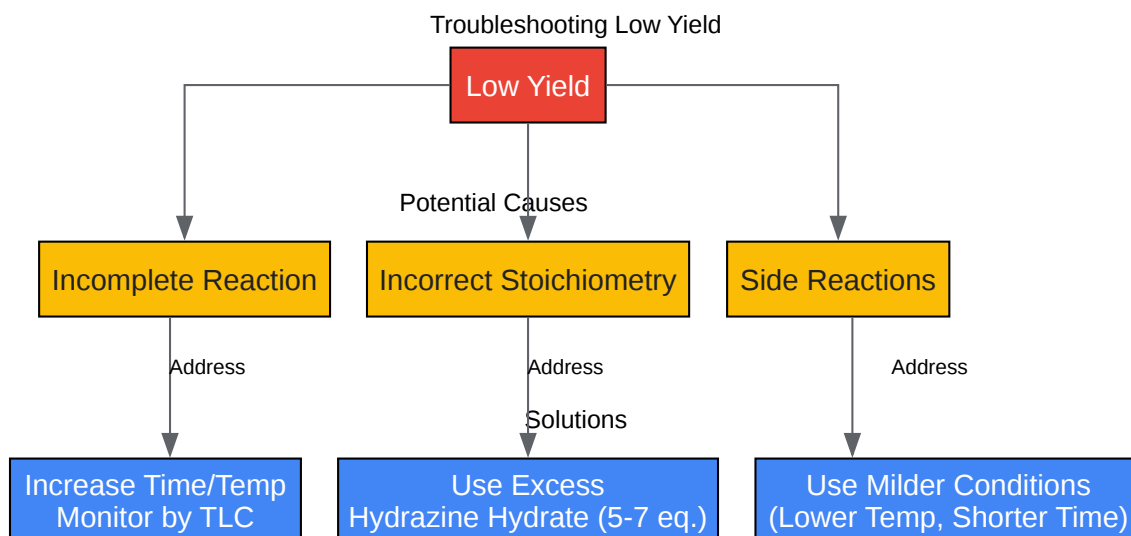 Troubleshooting Low Yield
Low Yield
Potential Causes
Incomplete Reaction
Incorrect Stoichiometry
Side Reactions
Address
Address
Address
Solutions
Increase Time/Temp
Monitor by TLC
Use Excess
Hydrazine Hydrate (5-7 eq.)
Use Milder Conditions
(Lower Temp, Shorter Time)